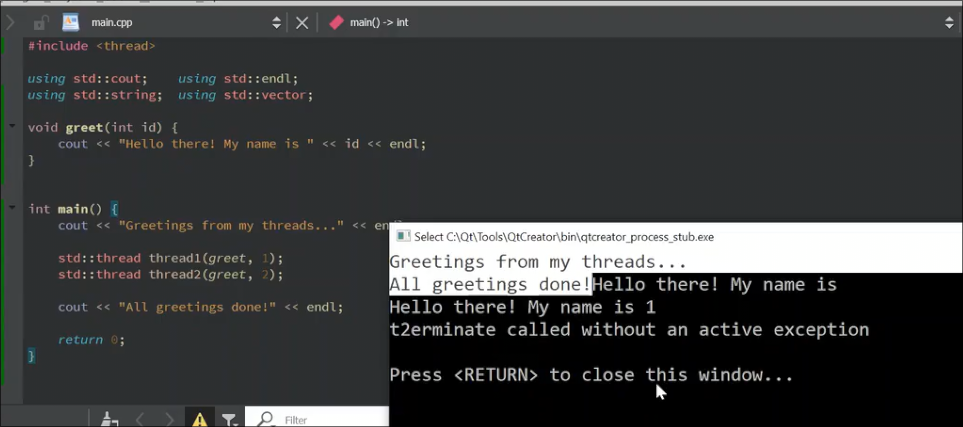 main.cpp
main() -> int
#include <thread>
using std::cout;    using std::endl;
using std::string;  using std::vector;
void greet(int id) {
    cout << "Hello there! My name is " << id << endl;
}
int main() {
    cout << "Greetings from my threads..." << endl
    std::thread thread1(greet, 1);
    std::thread thread2(greet, 2);
    cout << "All greetings done!" << endl;
    return 0;
}
Select C:\Qt\Tools\QtCreator\bin\qtcreator_process_stub.exe
Greetings from my threads...
All greetings done!Hello there! My name is
Hello there! My name is 1
t2erminate called without an active exception
Press <RETURN> to close this window...
Filter